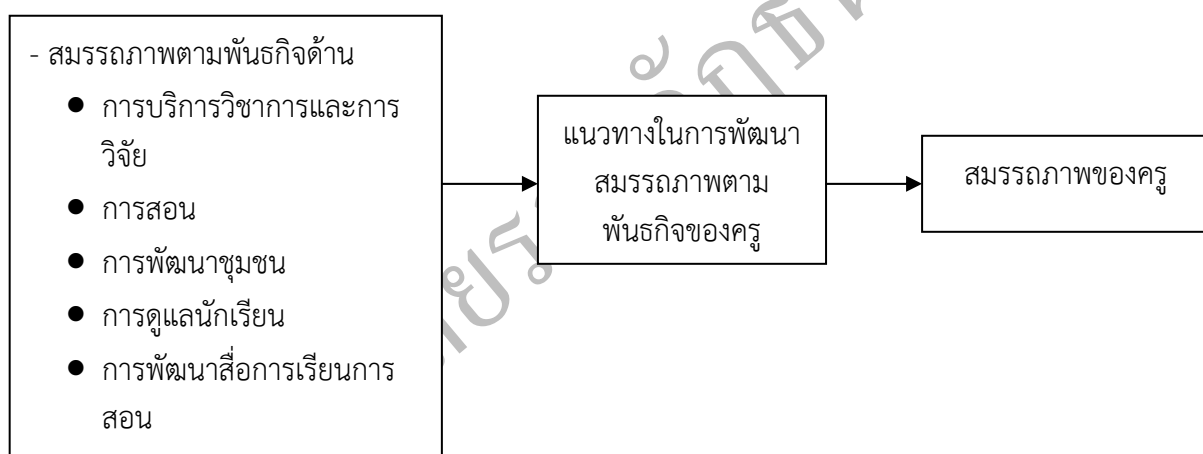 - สมรรถภาพตามพันธกิจด้าน
● การบริการวิชาการและการ
วิจัย
● การสอน
● การพัฒนาชุมชน
● การดูแลนักเรียน
● การพัฒนาสื่อการเรียนการ
สอน
แนวทางในการพัฒนา
สมรรถภาพตาม
พันธกิจของครู
สมรรถภาพของครู